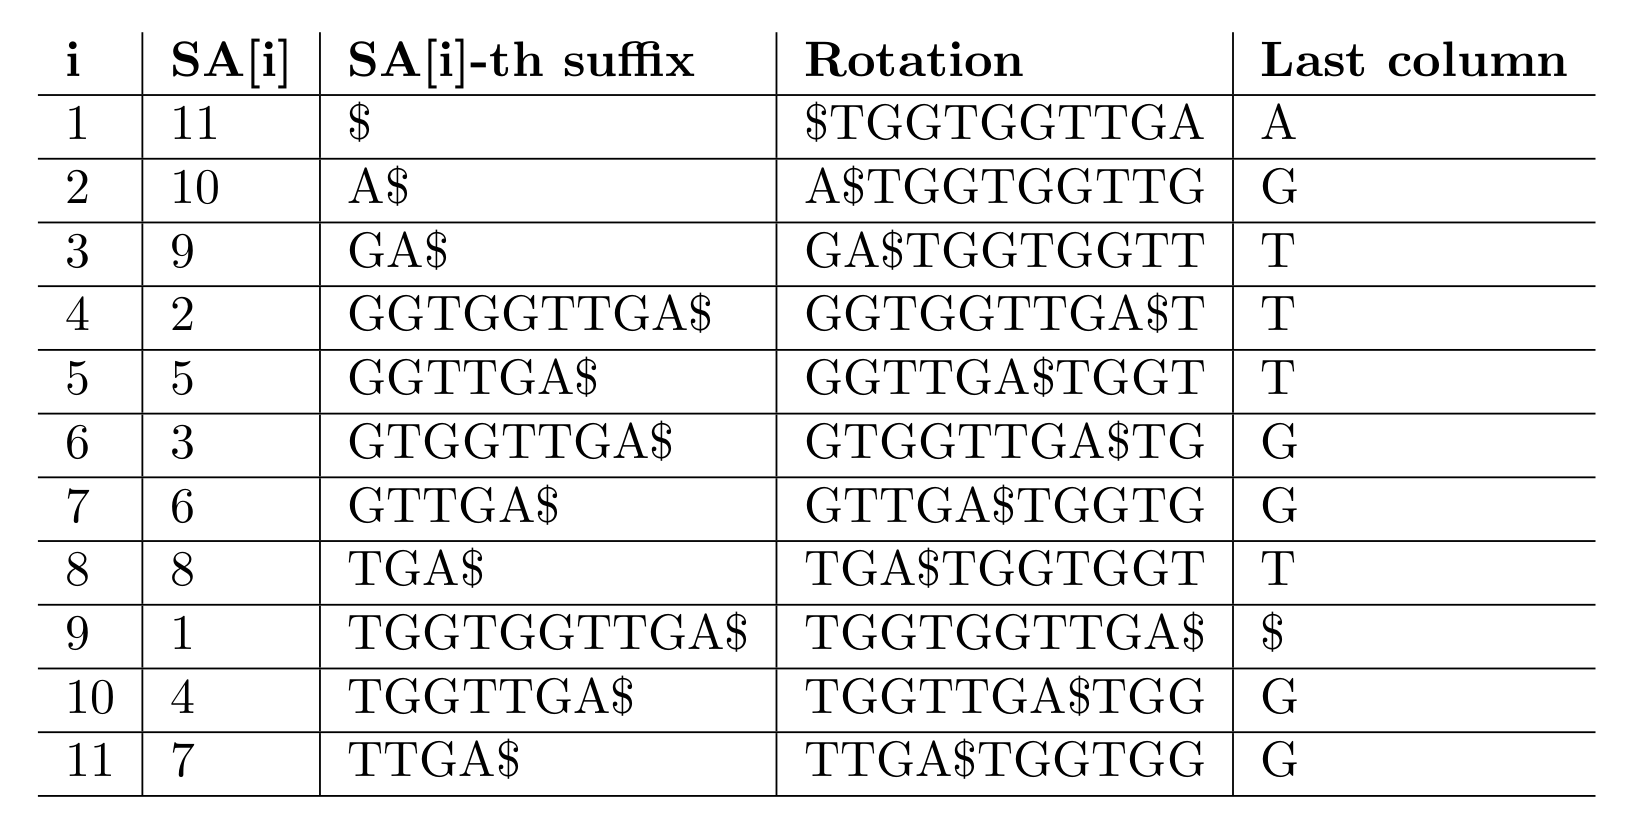 i SA[i] SA[i]-th suffix Rotation Last column
1 11 $ $TGGTGGTTGA A
2 10 A$ A$TGGTGGTTG G
3 9 GA$ GA$TGGTGGTT T
4 2 GGTGGTTGA$ GGTGGTTGA$T T
5 5 GGTTGA$ GGTTGA$TGGT T
6 3 GTGGTTGA$ GTGGTTGA$TG G
7 6 GTTGA$ GTTGA$TGGTG G
8 8 TGA$ TGA$TGGTGGT T
9 1 TGGTGGTTGA$ TGGTGGTTGA$ $
10 4 TGGTTGA$ TGGTTGA$TGG G
11 7 TTGA$ TTGA$TGGTGG G